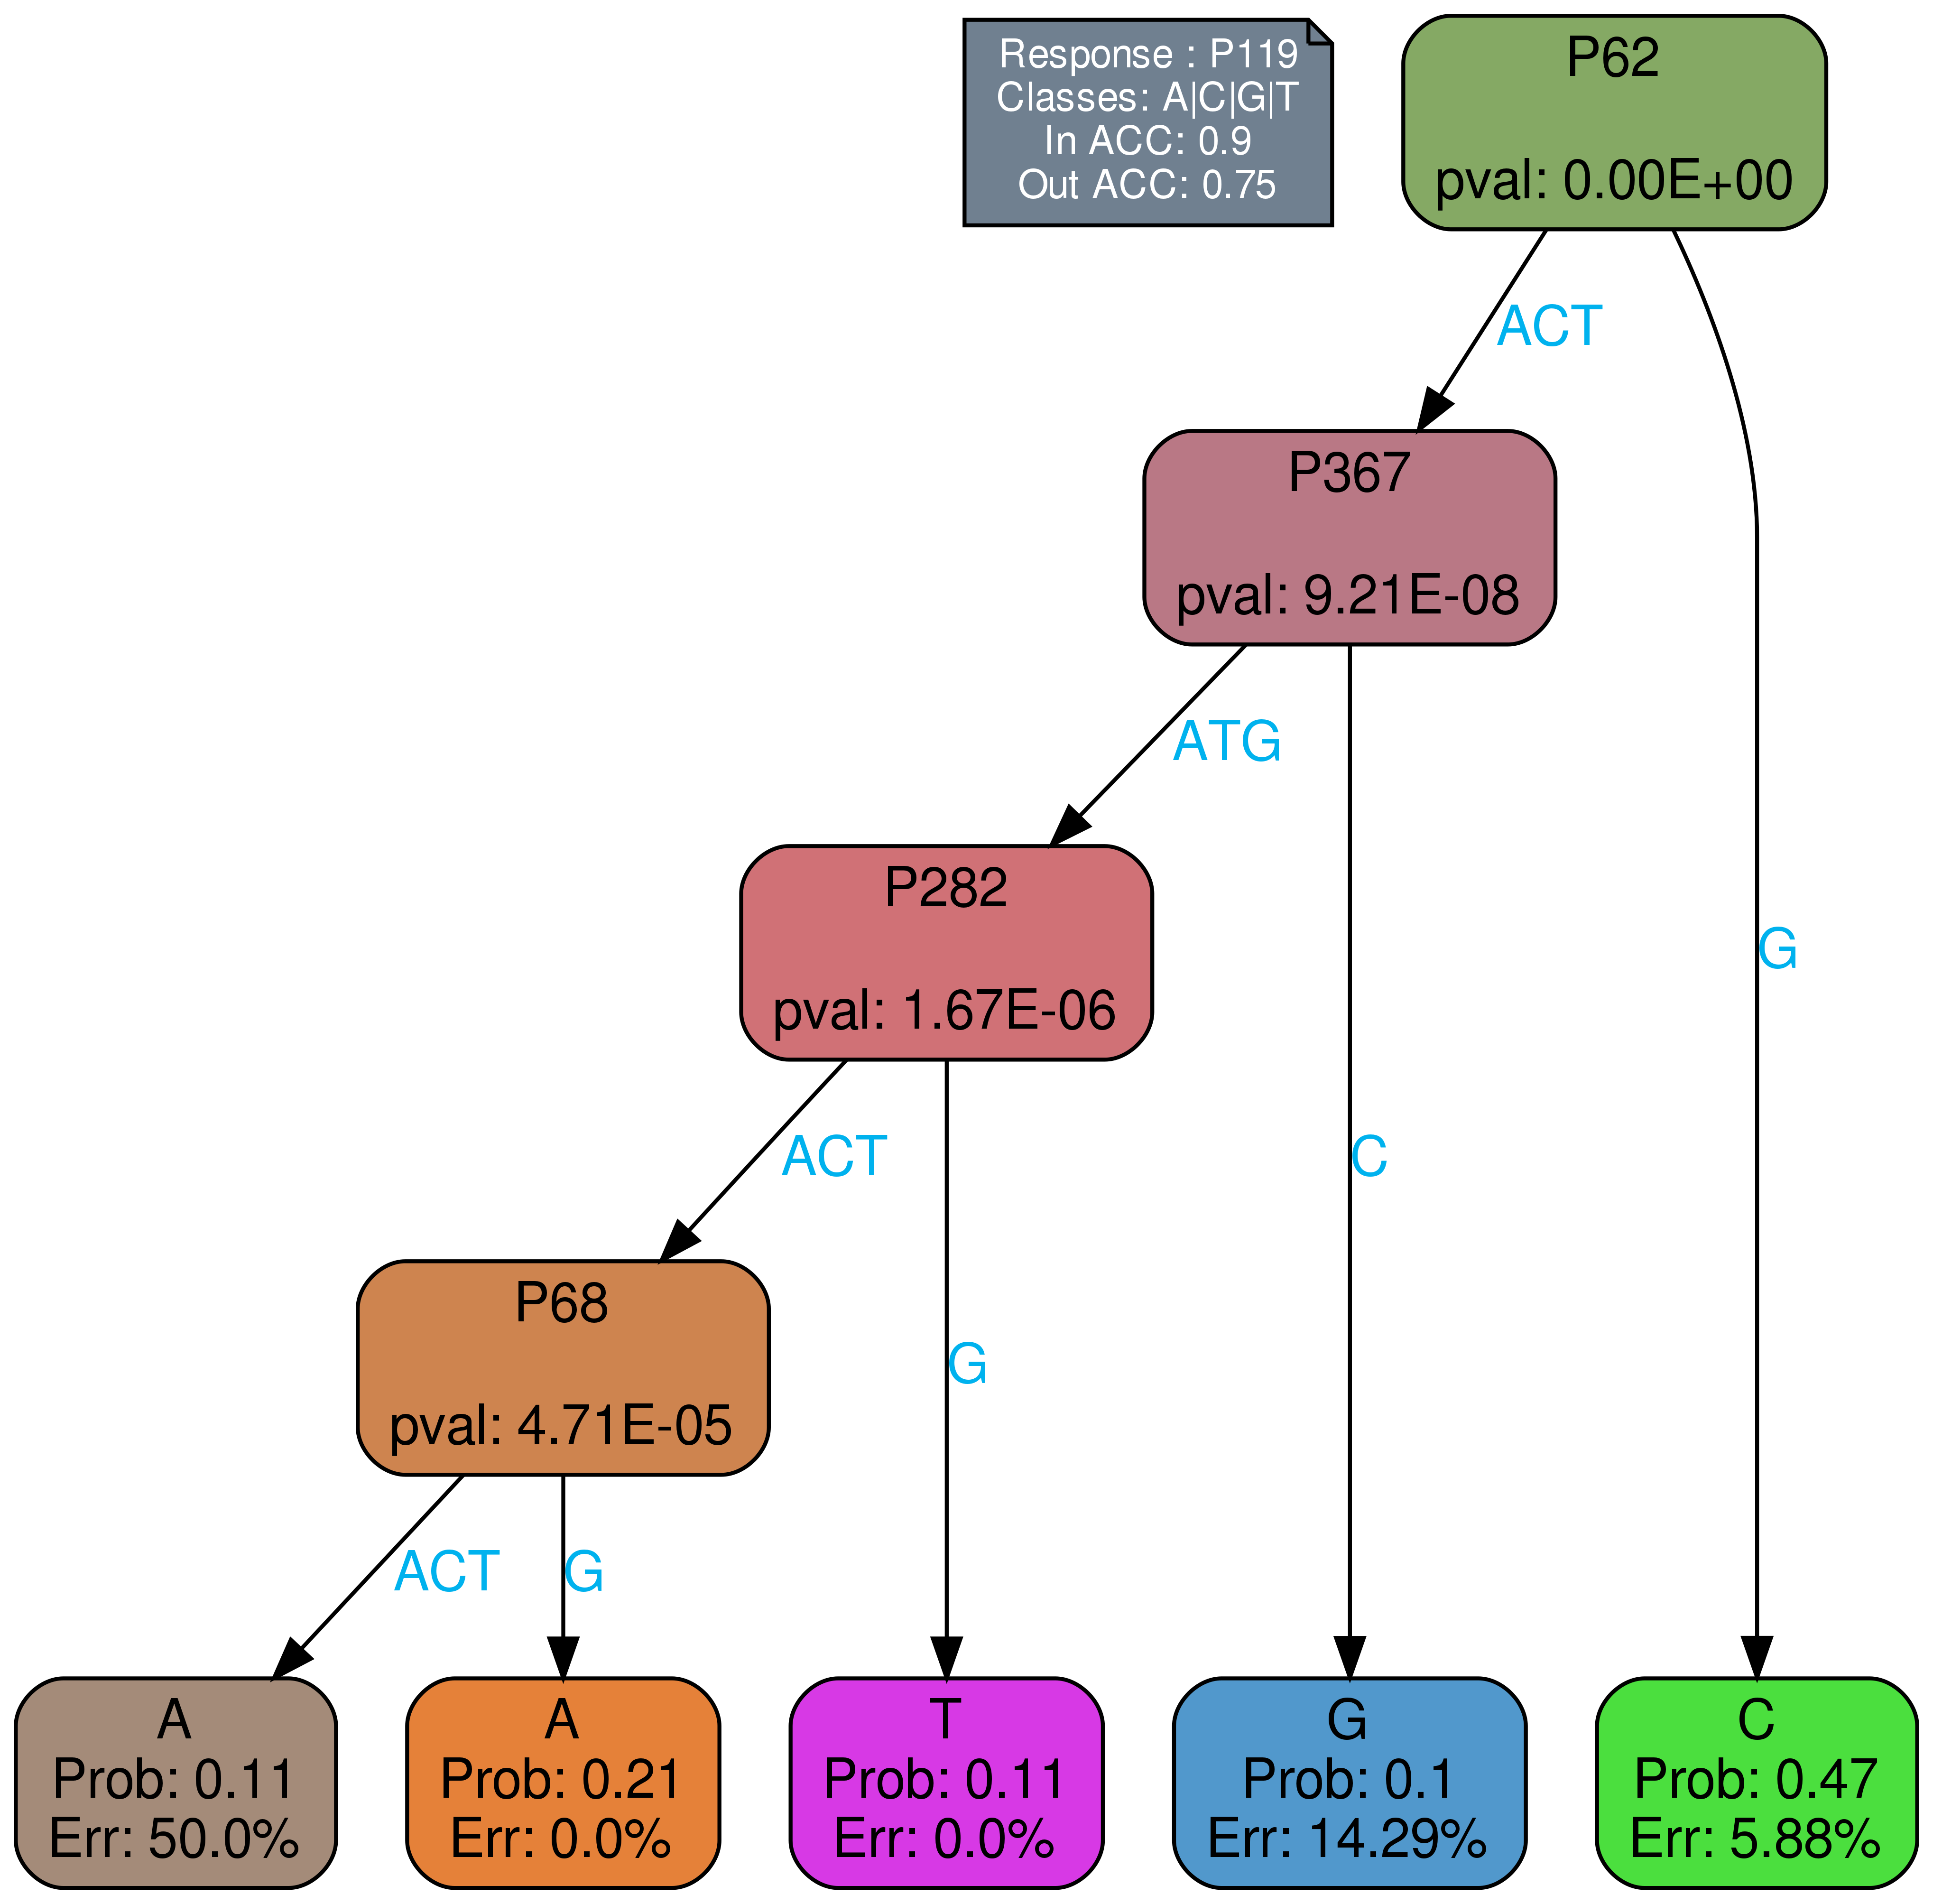 Response : P119
Classes: A|C|G|T
In ACC: 0.9
Out ACC: 0.75
P62
pval: 0.00E+00
ACT
P367
pval: 9.21E-08
ATG
P282
pval: 1.67E-06
G
ACT
C
P68
pval: 4.71E-05
G
ACT
G
A
Prob: 0.11
Err: 50.0%
A
Prob: 0.21
Err: 0.0%
T
Prob: 0.11
Err: 0.0%
G
Prob: 0.1
Err: 14.29%
C
Prob: 0.47
Err: 5.88%